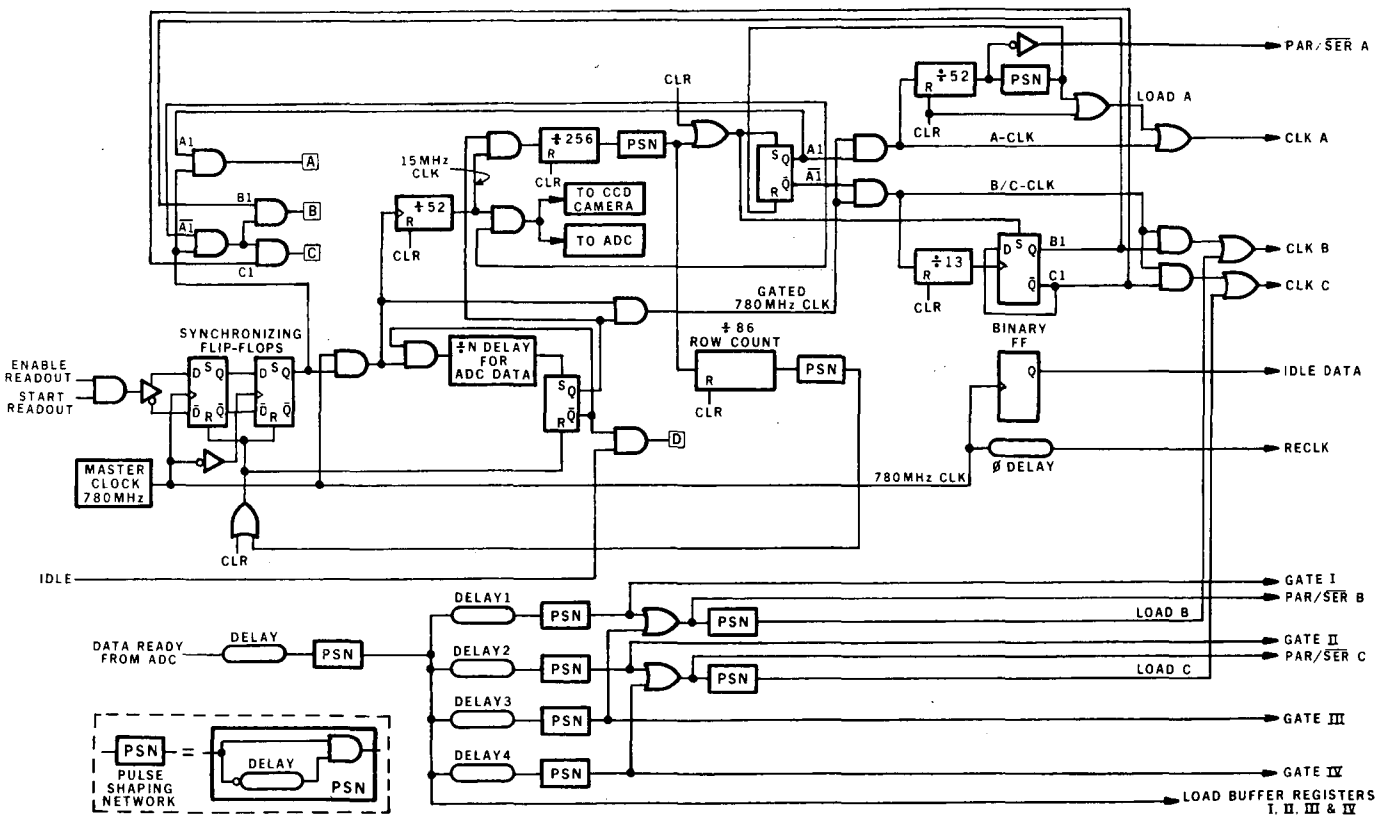 PAR/SER A
÷52
PSN
R
CLR
LOAD A
CLR
A-CLK
CLK A
A1
A
15MHz
CLK
÷256
R
CLR
PSN
S Q
A1
A1
Q
R
B/C-CLK
B1
B
÷52
R
CLR
TO CCD
CAMERA
TO ADC
A1
C
C1
÷13
R
CLR
D S Q
B1
C1
Q
CLK B
CLK C
GATED
780MHz CLK
BINARY
FF
SYNCHRONIZING
FLIP-FLOPS
÷N DELAY
FOR
ADC DATA
÷86
ROW COUNT
R
CLR
PSN
ENABLE
READOUT
START
READOUT
D S Q
D R Q
D S Q
D R Q
S Q
Q
R
Q
IDLE DATA
D
MASTER
CLOCK
780MHz
780MHz CLK
Ø DELAY
RECLK
CLR
IDLE
DELAY1
PSN
GATE I
PAR/SER B
PSN
LOAD B
DATA READY
FROM ADC
DELAY
PSN
DELAY2
PSN
GATE II
PAR/SER C
PSN
LOAD C
DELAY3
PSN
GATE III
DELAY4
PSN
GATE IV
LOAD BUFFER REGISTERS
I, II, III & IV
PSN =
PULSE
SHAPING
NETWORK
DELAY
PSN